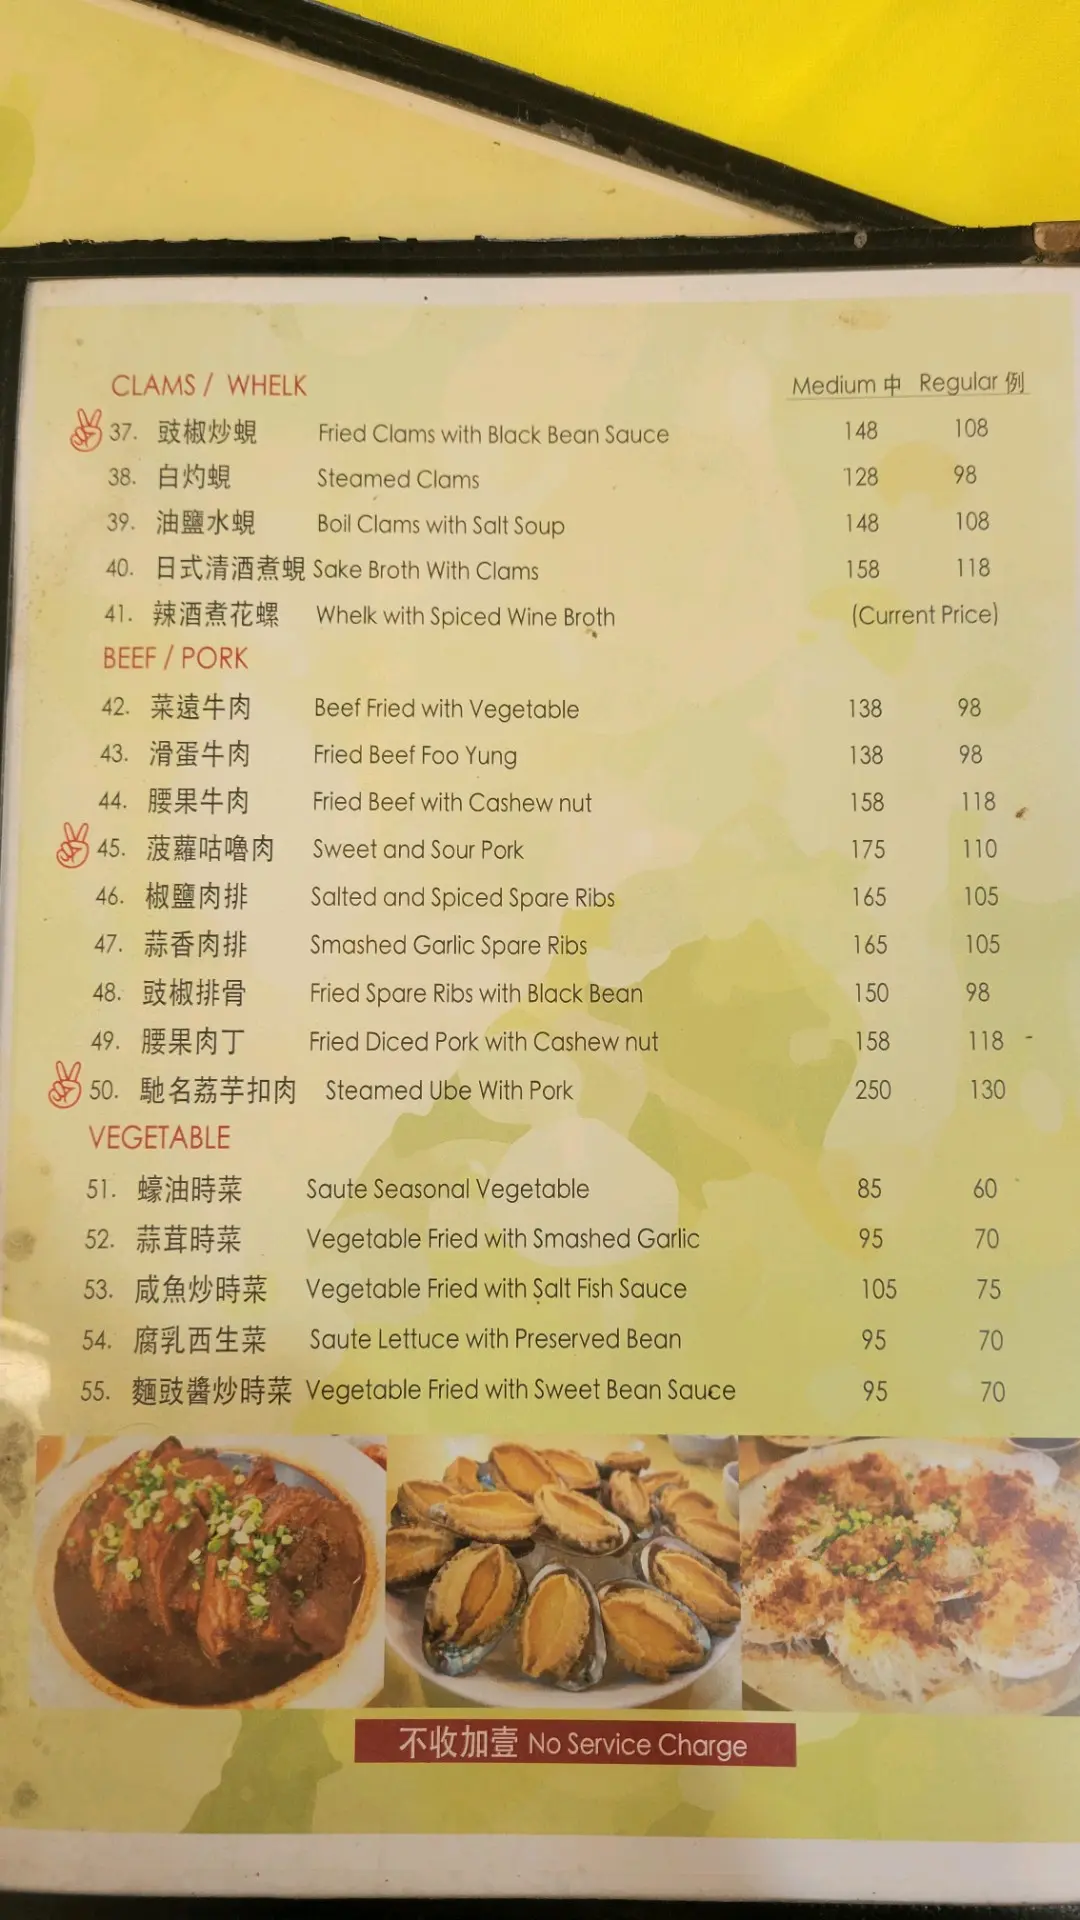 CLAMS / WHELK Medium 中 Regular 例
37. 豉椒炒蜆 Fried Clams with Black Bean Sauce 148 108
38. 白灼蜆 Steamed Clams 128 98
39. 油鹽水蜆 Boil Clams with Salt Soup 148 108
40. 日式清酒煮蜆 Sake Broth With Clams 158 118
41. 辣酒煮花螺 Whelk with Spiced Wine Broth (Current Price)
BEEF / PORK
42. 菜遠牛肉 Beef Fried with Vegetable 138 98
43. 滑蛋牛肉 Fried Beef Foo Yung 138 98
44. 腰果牛肉 Fried Beef with Cashew nut 158 118
45. 菠蘿咕嚕肉 Sweet and Sour Pork 175 110
46. 椒鹽肉排 Salted and Spiced Spare Ribs 165 105
47. 蒜香肉排 Smashed Garlic Spare Ribs 165 105
48. 豉椒排骨 Fried Spare Ribs with Black Bean 150 98
49. 腰果肉丁 Fried Diced Pork with Cashew nut 158 118
50. 馳名荔芋扣肉 Steamed Ube With Pork 250 130
VEGETABLE
51. 蠔油時菜 Saute Seasonal Vegetable 85 60
52. 蒜茸時菜 Vegetable Fried with Smashed Garlic 95 70
53. 咸魚炒時菜 Vegetable Fried with Salt Fish Sauce 105 75
54. 腐乳西生菜 Saute Lettuce with Preserved Bean 95 70
55. 麵豉醬炒時菜 Vegetable Fried with Sweet Bean Sauce 95 70
不收加壹 No Service Charge